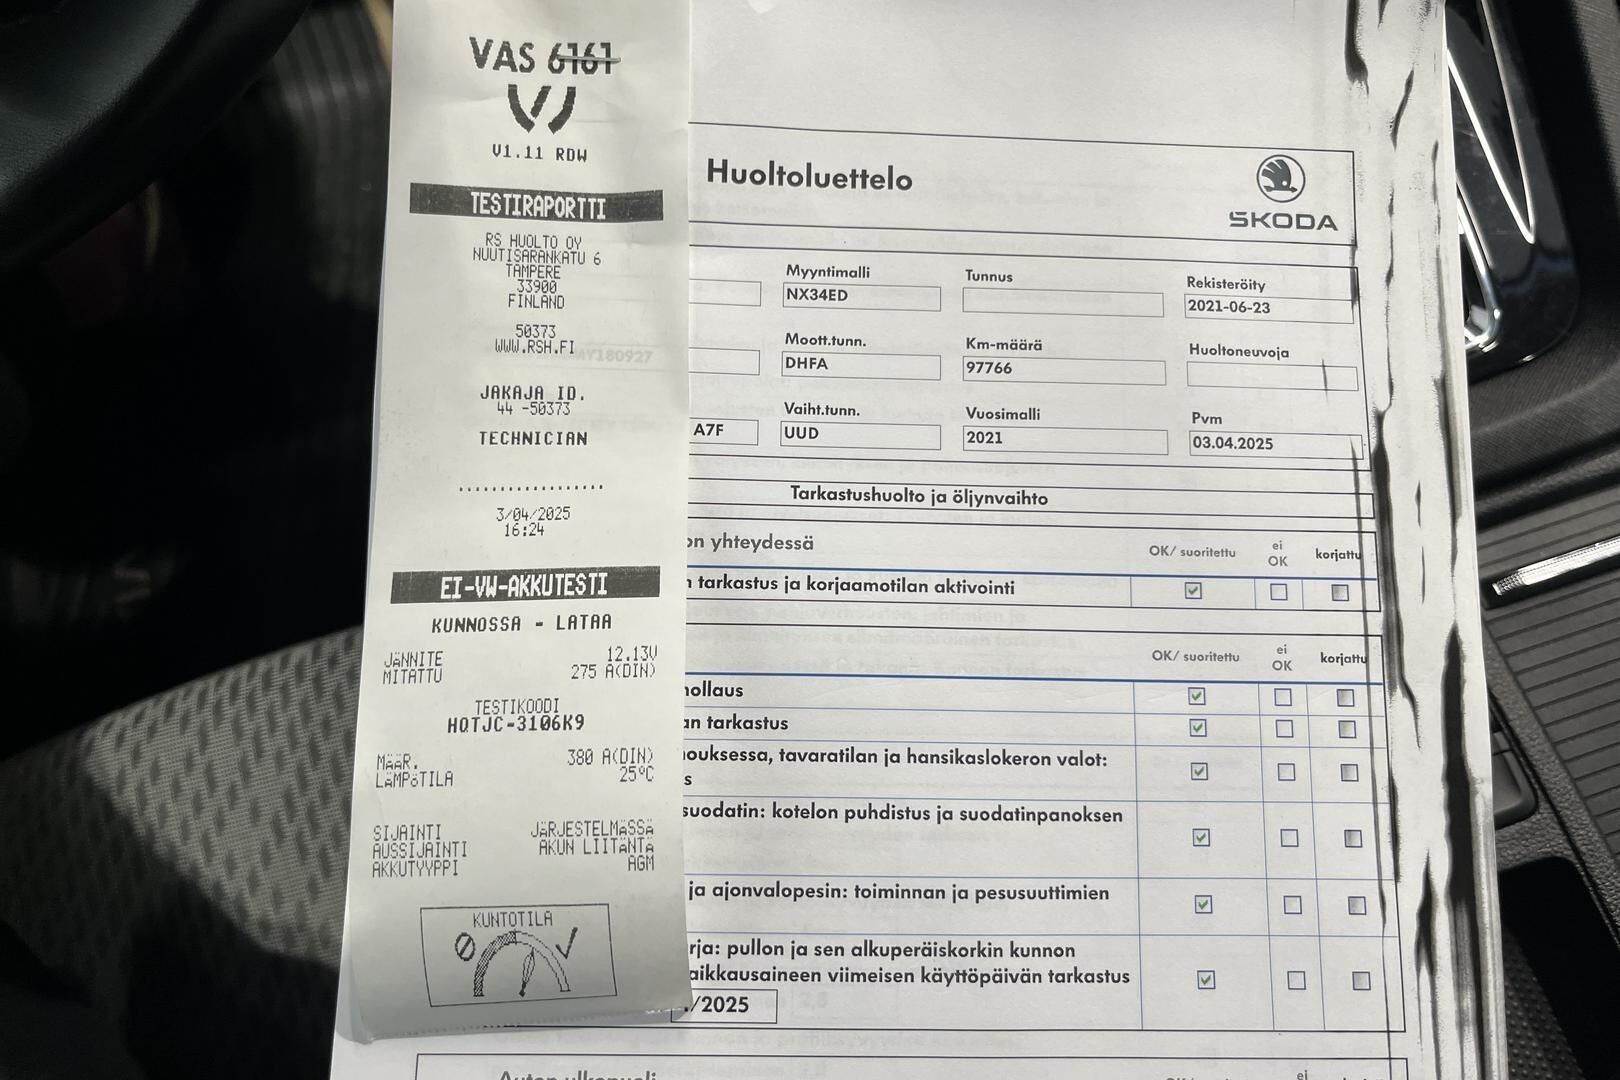 VAS 6161
V1.11 RDW
TESTIRAPORTTI
RS HUOLTO OY
NUUTISARANKATU 6
TAMPERE
33900
FINLAND
50373
WWW.RSH.FI
JAKAJA ID.
44 -50373
TECHNICIAN
..................
3/04/2025
16:24
EI-VW-AKKUTESTI
KUNNOSSA - LATAA
JÄNNITE 12.13V
MITATTU 275 A(DIN)
TESTIKOODI
HQTJC-3106K9
MÄÄR. 380 A(DIN)
LÄMPÖTILA 25°C
SIJAINTI JÄRJESTELMÄSSÄ
AUSSIJAINTI AKUN LIITÄNTÄ
AKKUTYYPPI AGM
KUNTOTILA
Huoltoluettelo
SKODA
Myyntimalli Tunnus Rekisteröity
NX34ED 2021-06-23
Moott.tunn. Km-määrä Huoltoneuvoja
DHFA 97766
Vaiht.tunn. Vuosimalli Pvm
A7F UUD 2021 03.04.2025
Tarkastushuolto ja öljynvaihto
on yhteydessä OK/ suoritettu ei OK korjattu
n tarkastus ja korjaamotilan aktivointi
OK/ suoritettu ei OK korjattu
nollaus
an tarkastus
nouksessa, tavaratilan ja hansikaslokeron valot:
s
suodatin: kotelon puhdistus ja suodatinpanoksen
ja ajonvalopesin: toiminnan ja pesusuuttimien
rja: pullon ja sen alkuperäiskorkin kunnon
aikkausaineen viimeisen käyttöpäivän tarkastus
./2025